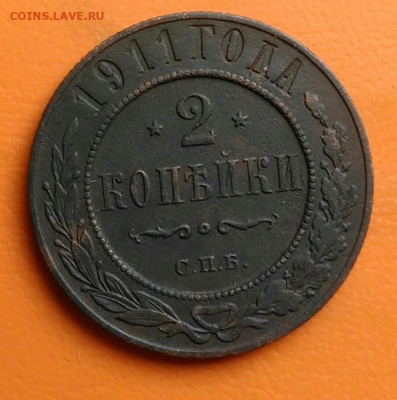 COINS.LAVE.RU
1911 ГОДА
2
КОПѢЙКИ
С.П.Б.